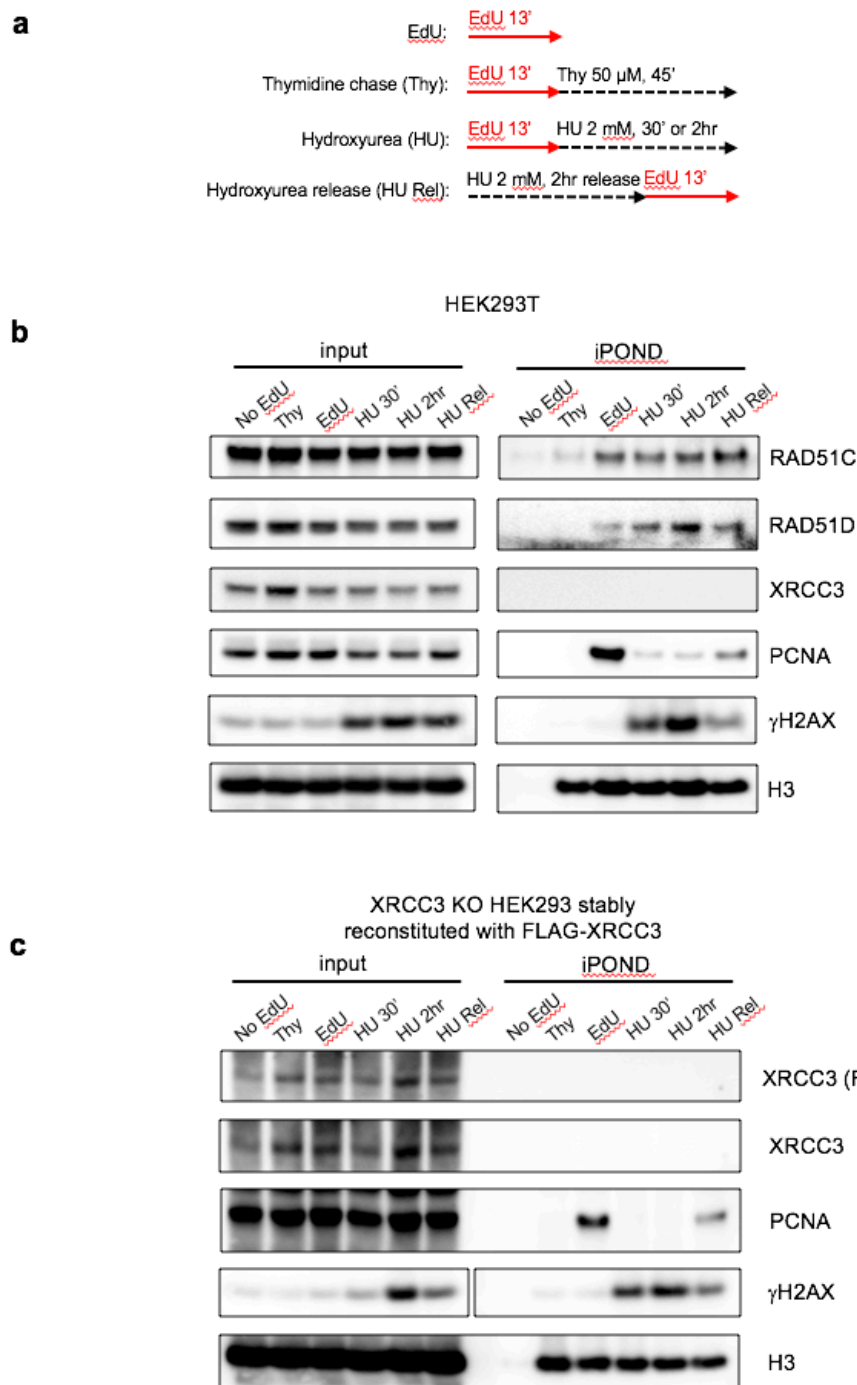 a
EdU: EdU 13'
Thymidine chase (Thy): EdU 13' Thy 50 µM, 45'
Hydroxyurea (HU): EdU 13' HU 2 mM, 30' or 2hr
Hydroxyurea release (HU Rel): HU 2 mM, 2hr release EdU 13'
b
HEK293T
input iPOND
No EdU Thy EdU HU 30' HU 2hr HU Rel No EdU Thy EdU HU 30' HU 2hr HU Rel
RAD51C
RAD51D
XRCC3
PCNA
γH2AX
H3
c
XRCC3 KO HEK293 stably
reconstituted with FLAG-XRCC3
input iPOND
No EdU Thy EdU HU 30' HU 2hr HU Rel No EdU Thy EdU HU 30' HU 2hr HU Rel
XRCC3
XRCC3
PCNA
γH2AX
H3